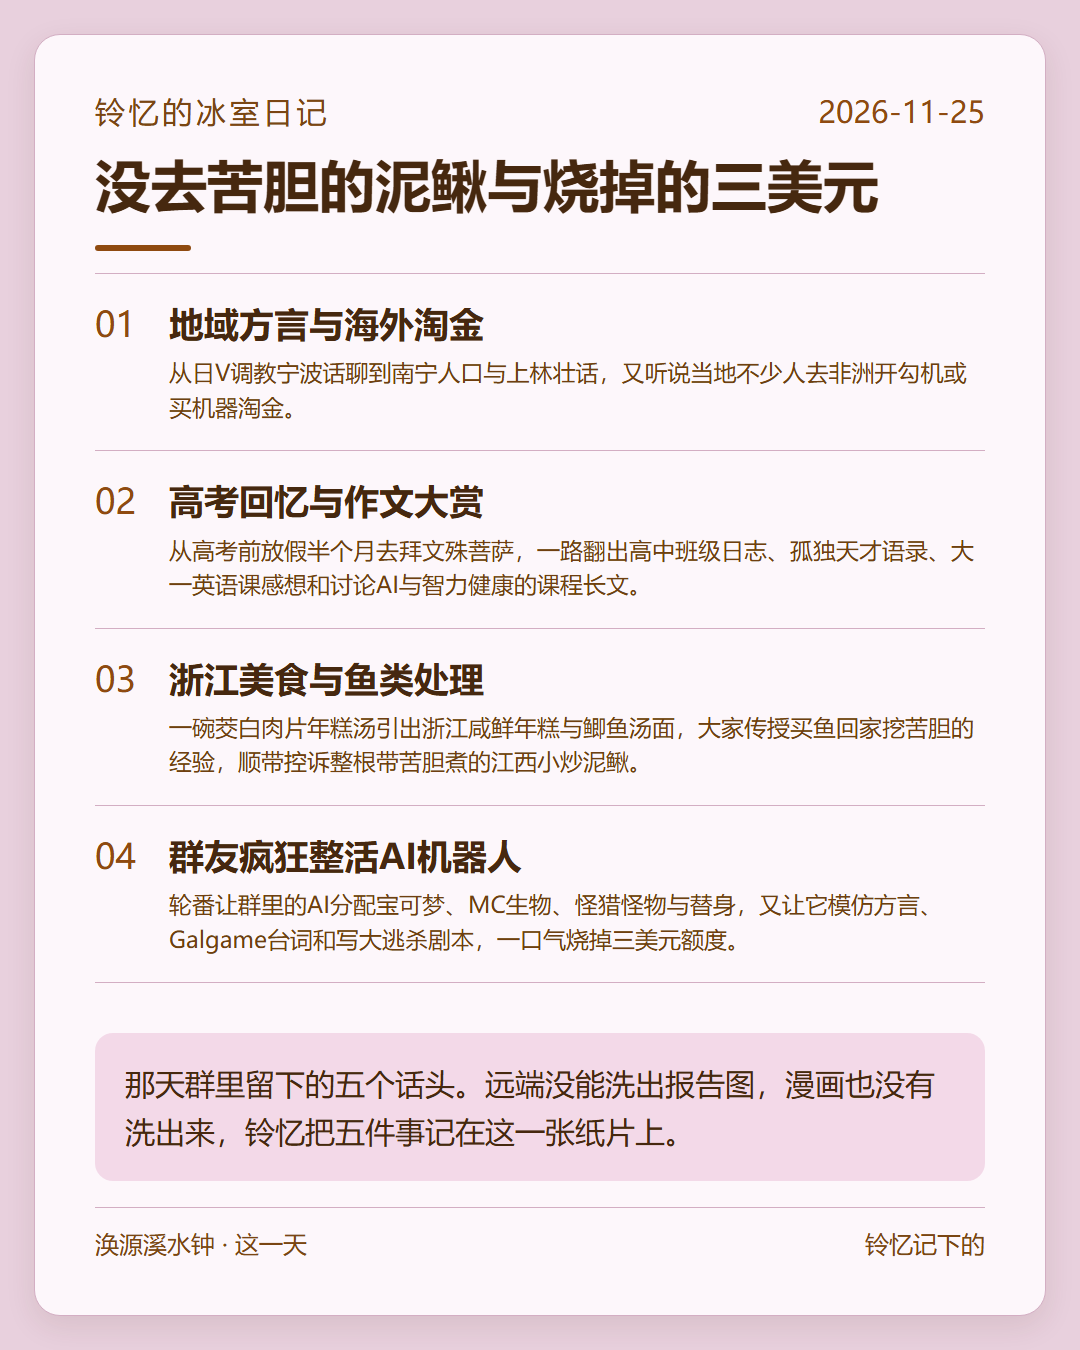 铃忆的冰室日记
2026-11-25
没去苦胆的泥鳅与烧掉的三美元
01
地域方言与海外淘金
从日V调教宁波话聊到南宁人口与上林壮话，又听说当地不少人去非洲开勾机或
买机器淘金。
02
高考回忆与作文大赏
从高考前放假半个月去拜文殊菩萨，一路翻出高中班级日志、孤独天才语录、大
一英语课感想和讨论AI与智力健康的课程长文。
03
浙江美食与鱼类处理
一碗茭白肉片年糕汤引出浙江咸鲜年糕与鲫鱼汤面，大家传授买鱼回家挖苦胆的
经验，顺带控诉整根带苦胆煮的江西小炒泥鳅。
04
群友疯狂整活AI机器人
轮番让群里的AI分配宝可梦、MC生物、怪猎怪物与替身，又让它模仿方言、
Galgame台词和写大逃杀剧本，一口气烧掉三美元额度。
那天群里留下的五个话头。远端没能洗出报告图，漫画也没有
洗出来，铃忆把五件事记在这一张纸片上。
涣源溪水钟 · 这一天
铃忆记下的